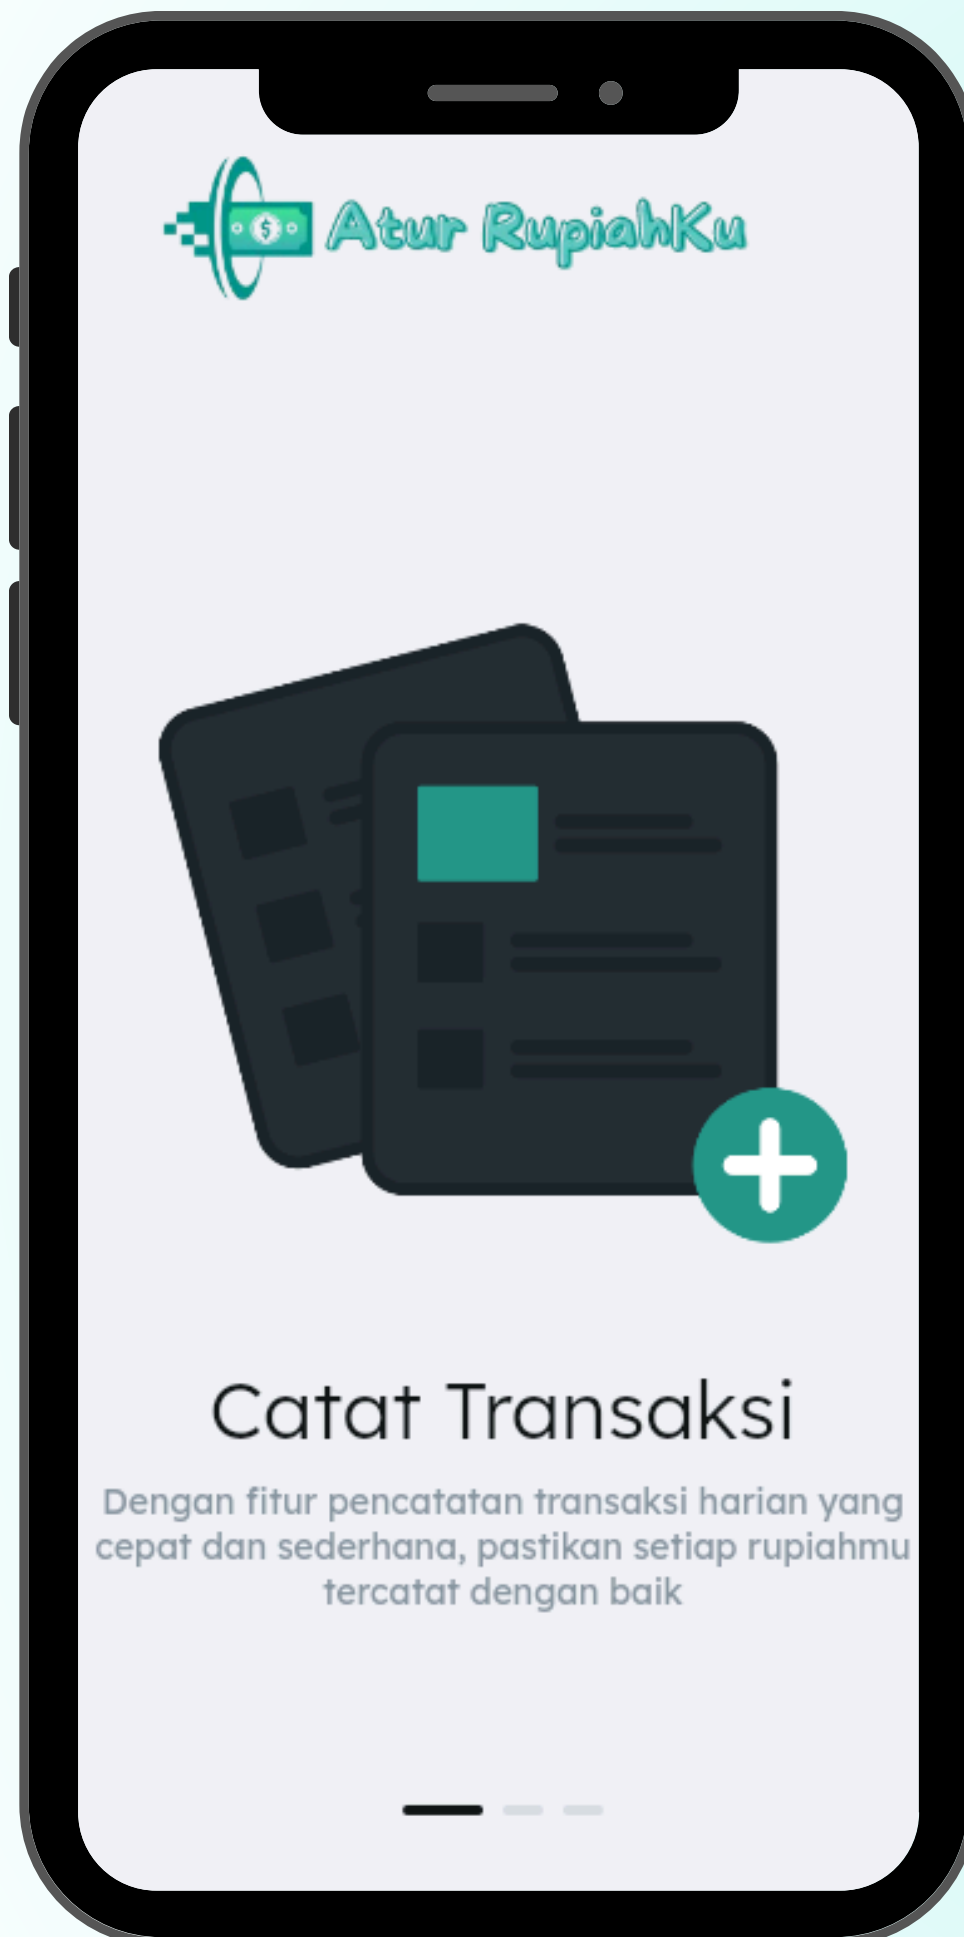 $
Atur RupiahKu
Catat Transaksi
Dengan fitur pencatatan transaksi harian yang
cepat dan sederhana, pastikan setiap rupiahmu
tercatat dengan baik